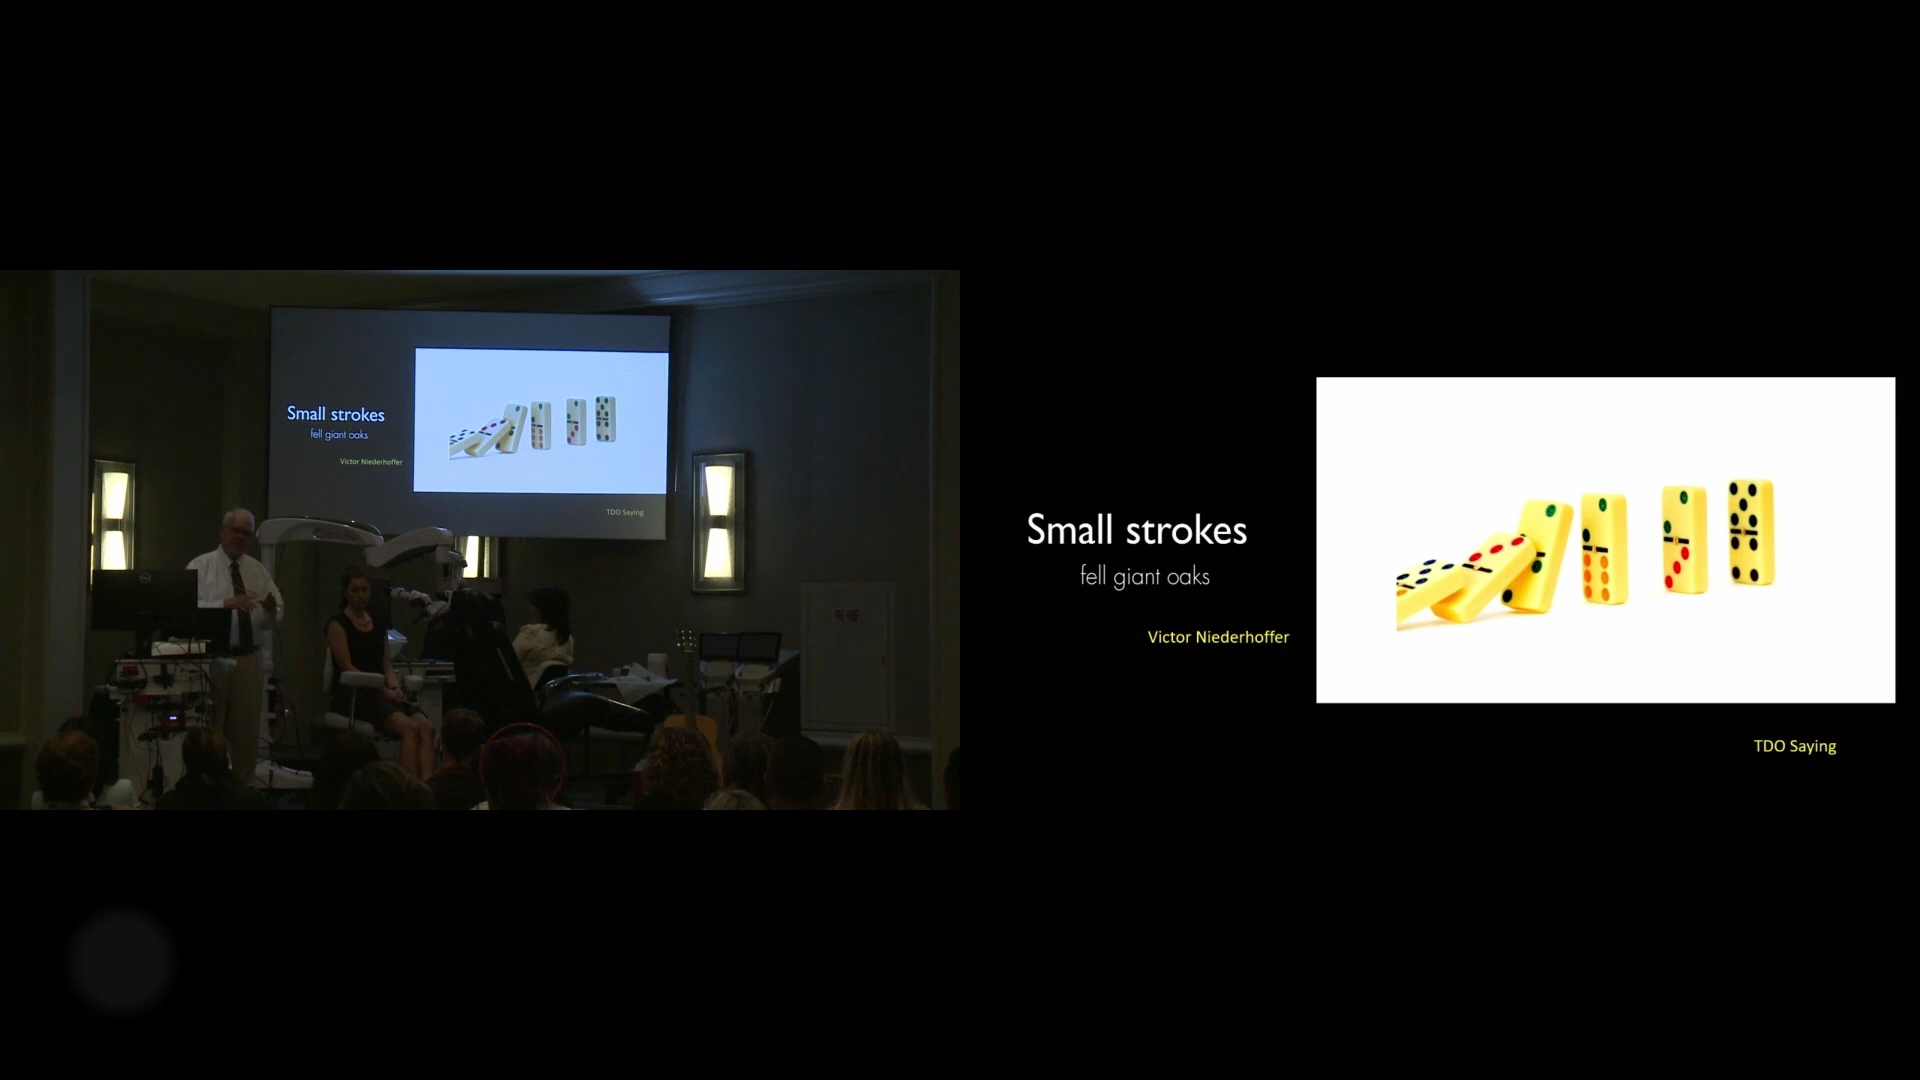 Small strokes
fell giant oaks
Victor Niederhoffer
TDO Saying
Small strokes
fell giant oaks
Victor Niederhoffer
TDO Saying